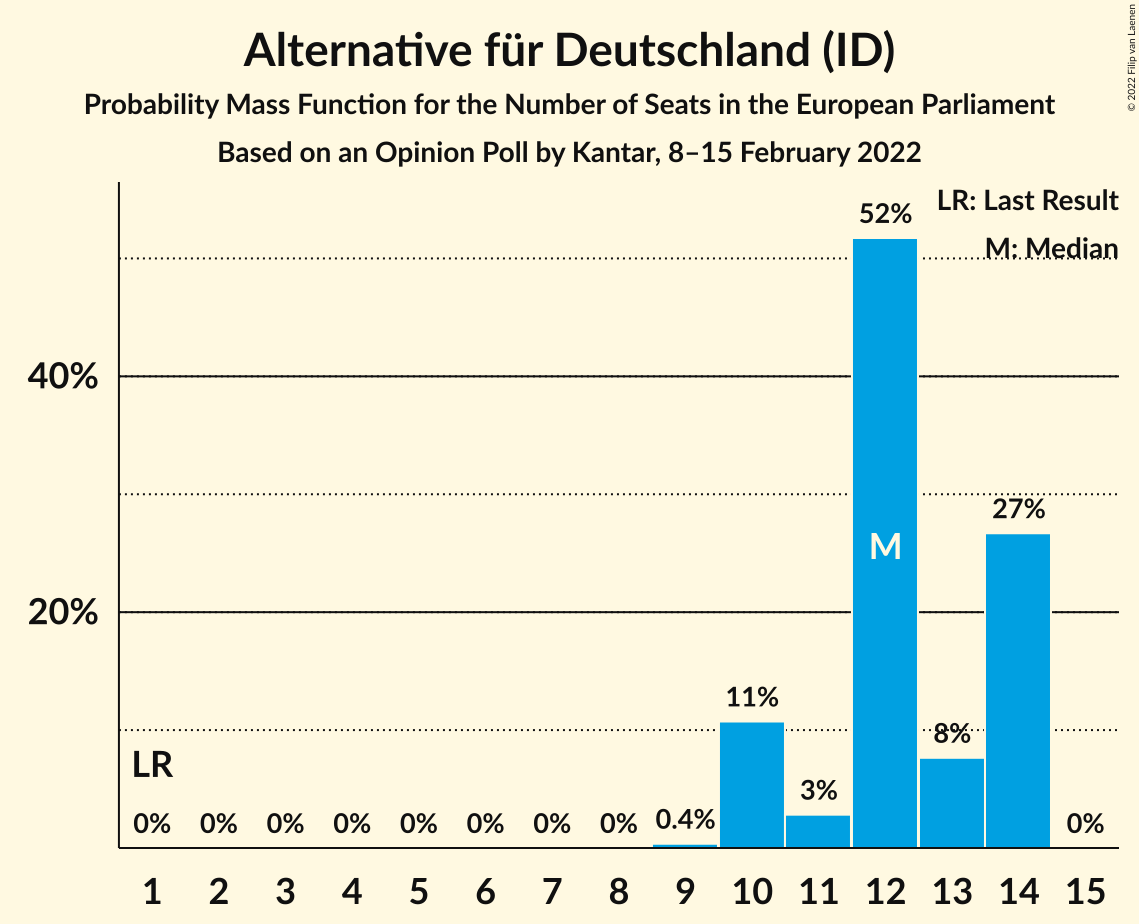 Alternative für Deutschland (ID)
Probability Mass Function for the Number of Seats in the European Parliament
Based on an Opinion Poll by Kantar, 8–15 February 2022
© 2022 Filip van Laenen
LR: Last Result
M: Median
52%
40%
27%
M
20%
11%
8%
LR
3%
0% 0% 0% 0% 0% 0% 0% 0% 0.4% 0%
1 2 3 4 5 6 7 8 9 10 11 12 13 14 15